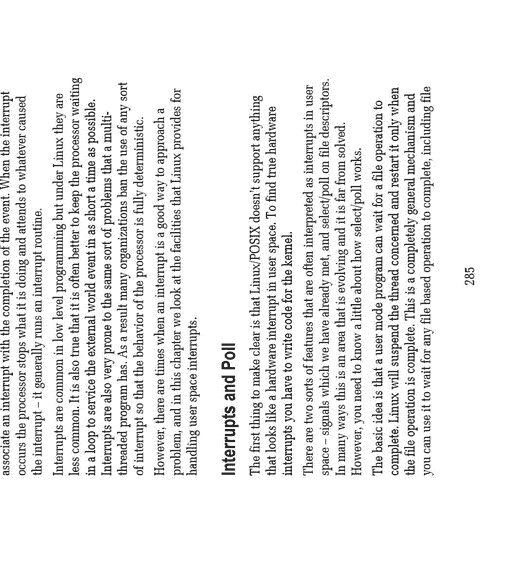 associate an interrupt with the completion of the event. When the interrupt
occurs the processor stops what it is doing and attends to whatever caused
the interrupt – it generally runs an interrupt routine.
Interrupts are common in low level programming but under Linux they are
less common. It is also true that it is often better to keep the processor waiting
in a loop to service the external world event in as short a time as possible.
Interrupts are also very prone to the same sort of problems that a multi-
threaded program has. As a result many organizations ban the use of any sort
of interrupt so that the behavior of the processor is fully deterministic.
However, there are times when an interrupt is a good way to approach a
problem, and in this chapter we look at the facilities that Linux provides for
handling user space interrupts.
Interrupts and Poll
The first thing to make clear is that Linux/POSIX doesn't support anything
that looks like a hardware interrupt in user space. To find true hardware
interrupts you have to write code for the kernel.
There are two sorts of features that are often interpreted as interrupts in user
space – signals which we have already met, and select/poll on file descriptors.
In many ways this is an area that is evolving and it is far from solved.
However, you need to know a little about how select/poll works.
The basic idea is that a user mode program can wait for a file operation to
complete. Linux will suspend the thread concerned and restart it only when
the file operation is complete. This is a completely general mechanism and
you can use it to wait for any file based operation to complete, including file
285